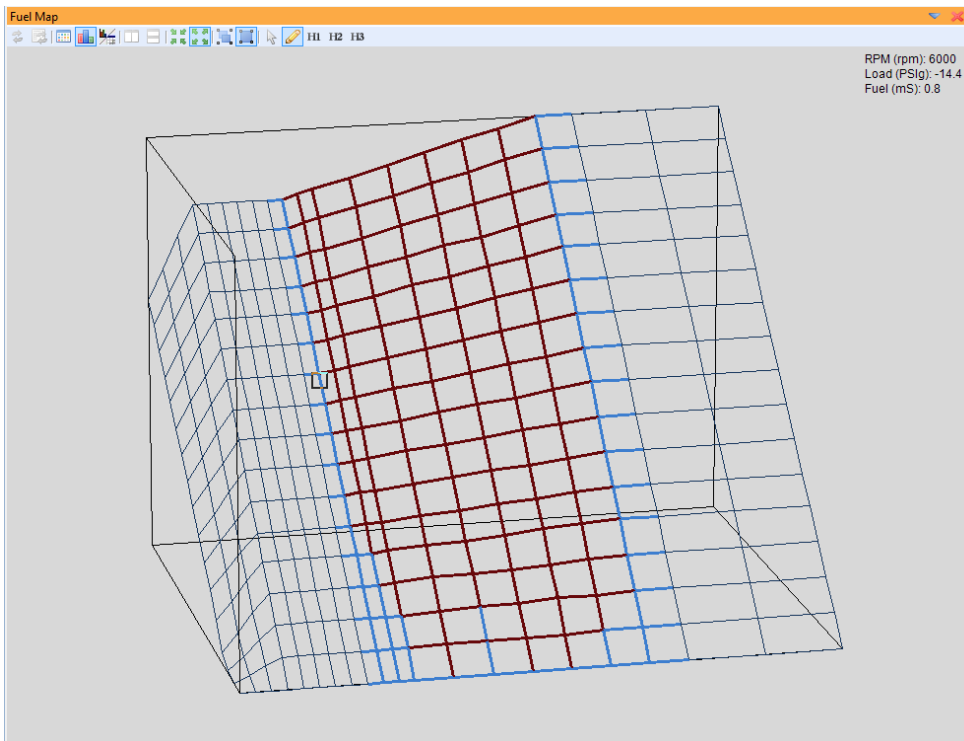 Fuel Map
H1 H2 H3
RPM (rpm): 6000
Load (PSIg): -14.4
Fuel (mS): 0.8